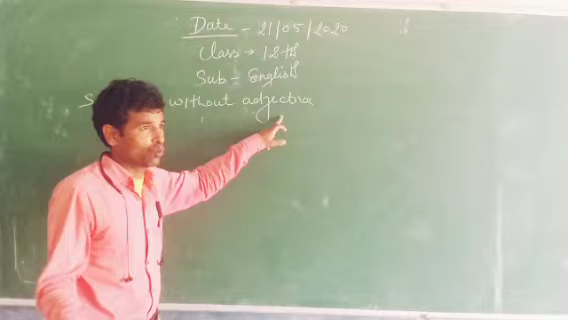 Date - 21/05/2020
Class → 12th
Sub - English
without adjective